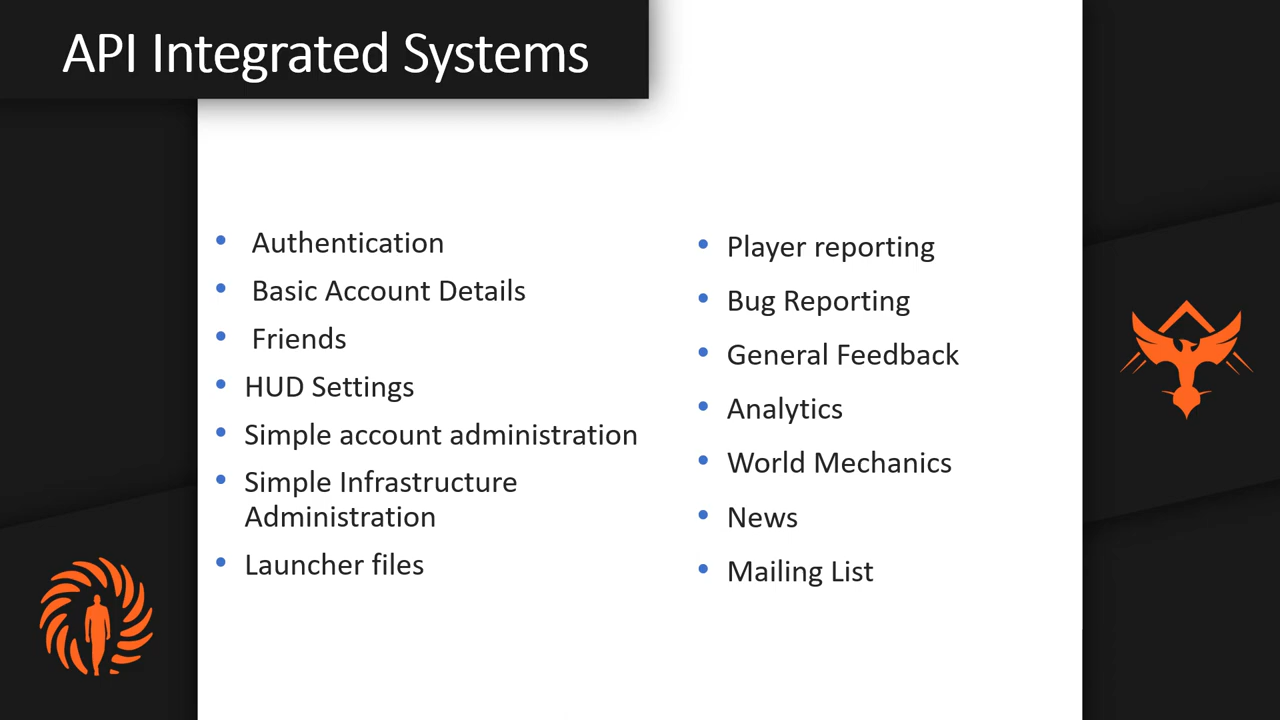 API Integrated Systems
• Authentication
• Basic Account Details
• Friends
• HUD Settings
• Simple account administration
• Simple Infrastructure
Administration
• Launcher files
• Player reporting
• Bug Reporting
• General Feedback
• Analytics
• World Mechanics
• News
• Mailing List